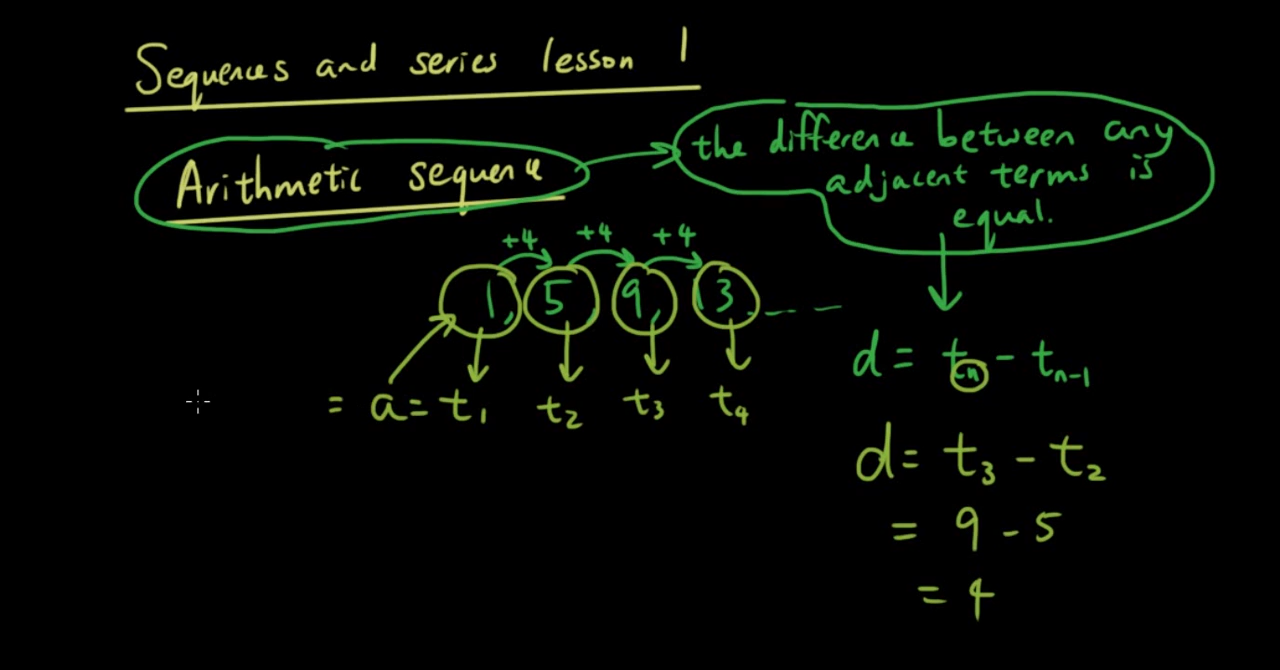 Sequences and series lesson 1
Arithmetic sequence
the difference between any
adjacent terms is
equal.
+4 +4 +4
1, 5, 9, 13 - - -
= a = t₁ t₂ t₃ t₄
d = tₙ - tₙ₋₁
d = t₃ - t₂
= 9 - 5
= 4